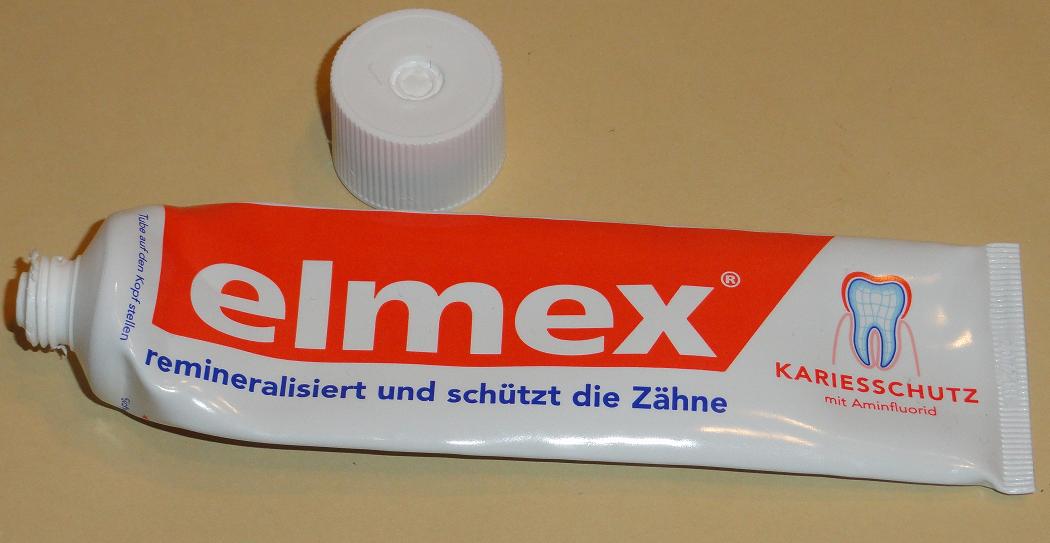 Tube auf den Kopf stellen
elmex®
remineralisiert und schützt die Zähne
KARIESSCHUTZ
mit Aminfluorid